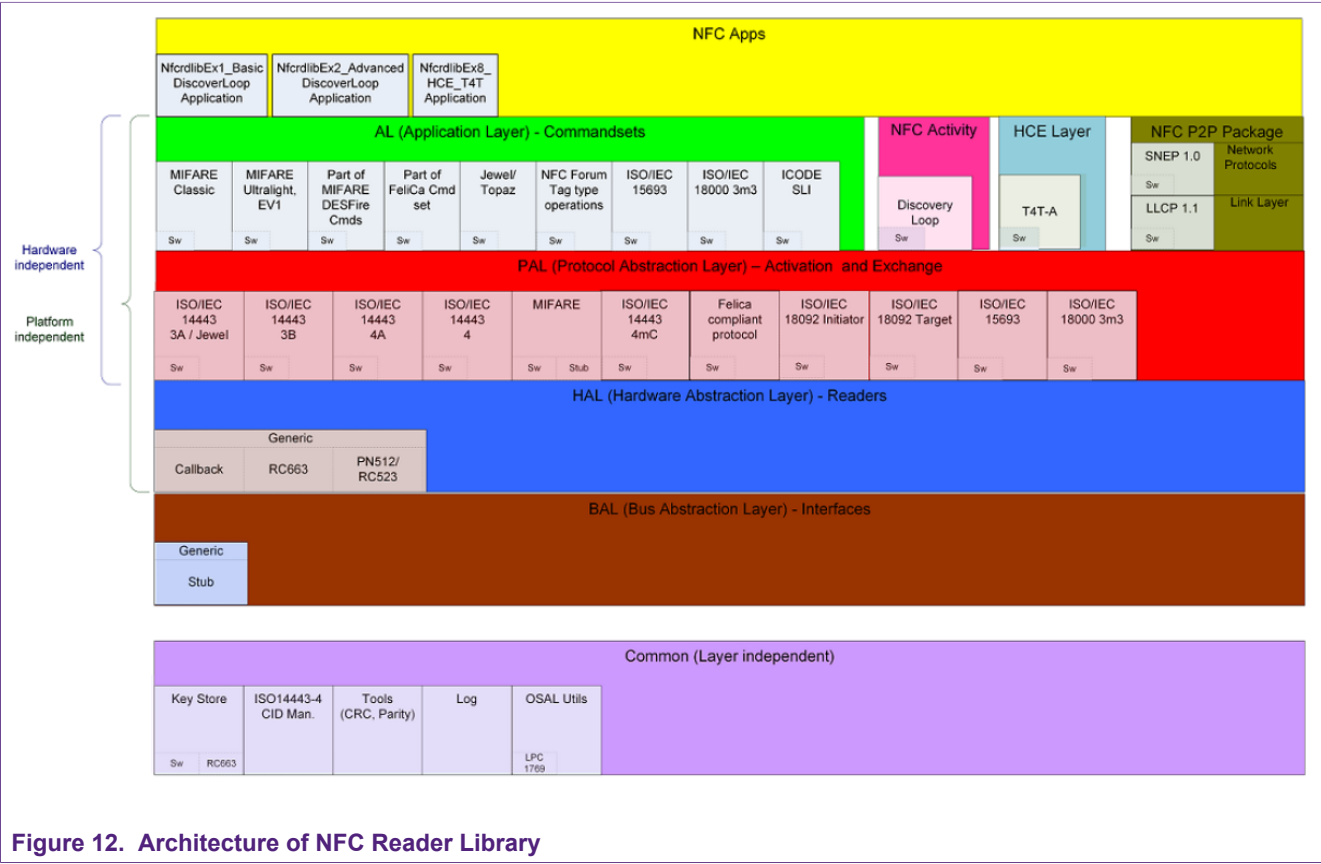 NFC Apps
NfcrdlibEx1_Basic
DiscoverLoop
Application
NfcrdlibEx2_Advanced
DiscoverLoop
Application
NfcrdlibEx8_
HCE_T4T
Application
Hardware
independent
Platform
independent
AL (Application Layer) - Commandsets
MIFARE
Classic
Sw
MIFARE
Ultralight,
EV1
Sw
Part of
MIFARE
DESFire
Cmds
Sw
Part of
FeliCa Cmd
set
Sw
Jewel/
Topaz
Sw
NFC Forum
Tag type
operations
Sw
ISO/IEC
15693
Sw
ISO/IEC
18000 3m3
Sw
ICODE
SLI
Sw
NFC Activity
Discovery
Loop
Sw
HCE Layer
T4T-A
Sw
NFC P2P Package
SNEP 1.0
Sw
Network
Protocols
LLCP 1.1
Sw
Link Layer
PAL (Protocol Abstraction Layer) – Activation and Exchange
ISO/IEC
14443
3A / Jewel
Sw
ISO/IEC
14443
3B
Sw
ISO/IEC
14443
4A
Sw
ISO/IEC
14443
4
Sw
MIFARE
Sw Stub
ISO/IEC
14443
4mC
Sw
Felica
compliant
protocol
Sw
ISO/IEC
18092 Initiator
Sw
ISO/IEC
18092 Target
Sw
ISO/IEC
15693
Sw
ISO/IEC
18000 3m3
Sw
HAL (Hardware Abstraction Layer) - Readers
Generic
Callback
RC663
PN512/
RC523
BAL (Bus Abstraction Layer) - Interfaces
Generic
Stub
Common (Layer independent)
Key Store
Sw RC663
ISO14443-4
CID Man.
Tools
(CRC, Parity)
Log
OSAL Utils
LPC
1769
Figure 12. Architecture of NFC Reader Library